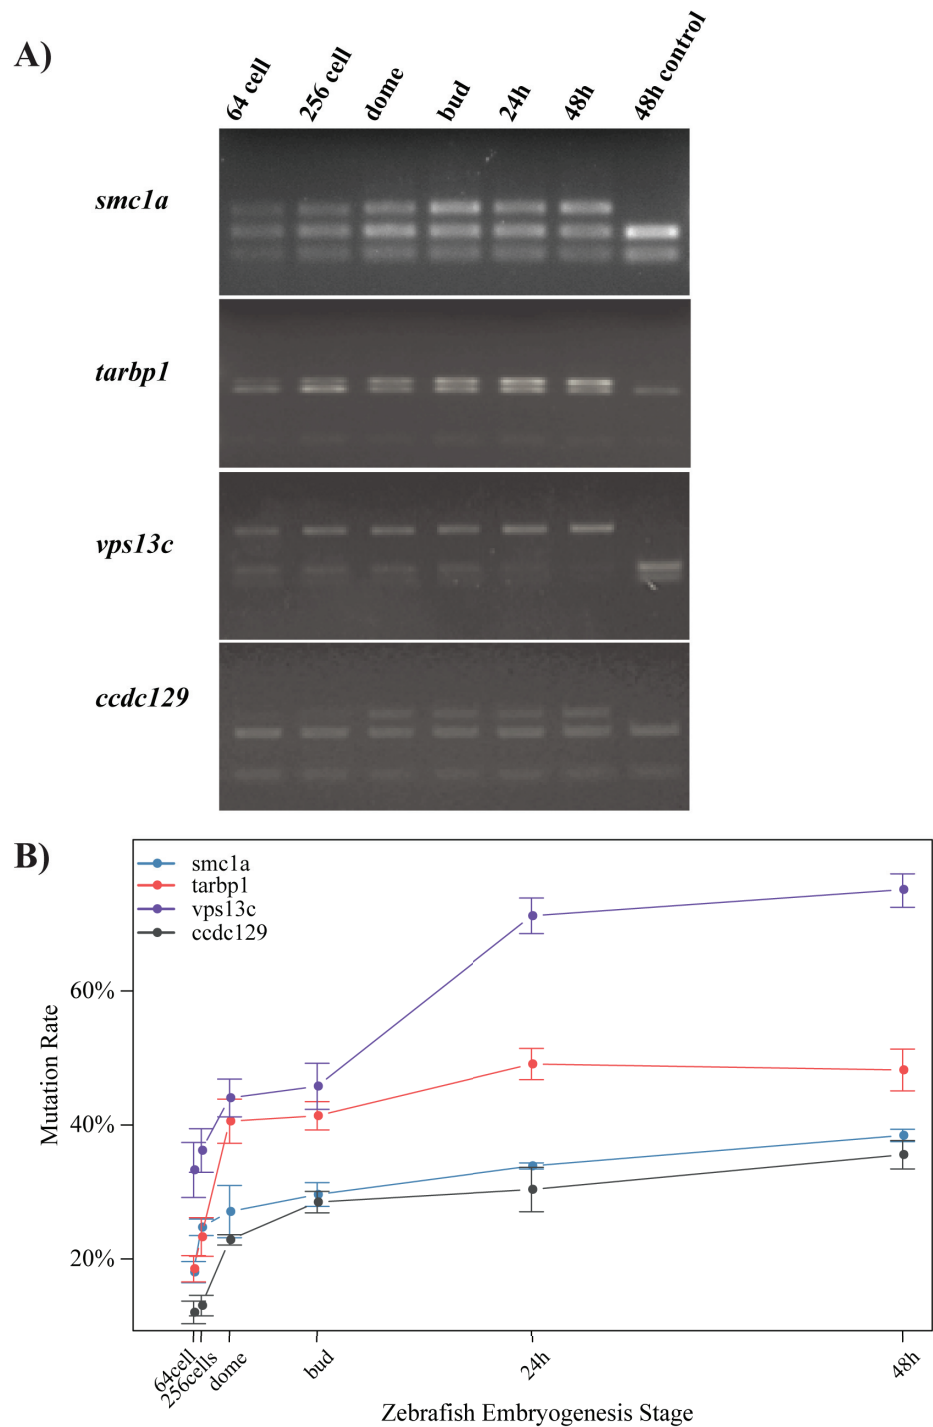 A)
64 cell 256 cell dome bud 24h 48h 48h control
smc1a
tarbp1
vps13c
ccdc129
B)
smc1a
tarbp1
vps13c
ccdc129
60%
40%
20%
Mutation Rate
64cell 256cells dome bud 24h 48h
Zebrafish Embryogenesis Stage